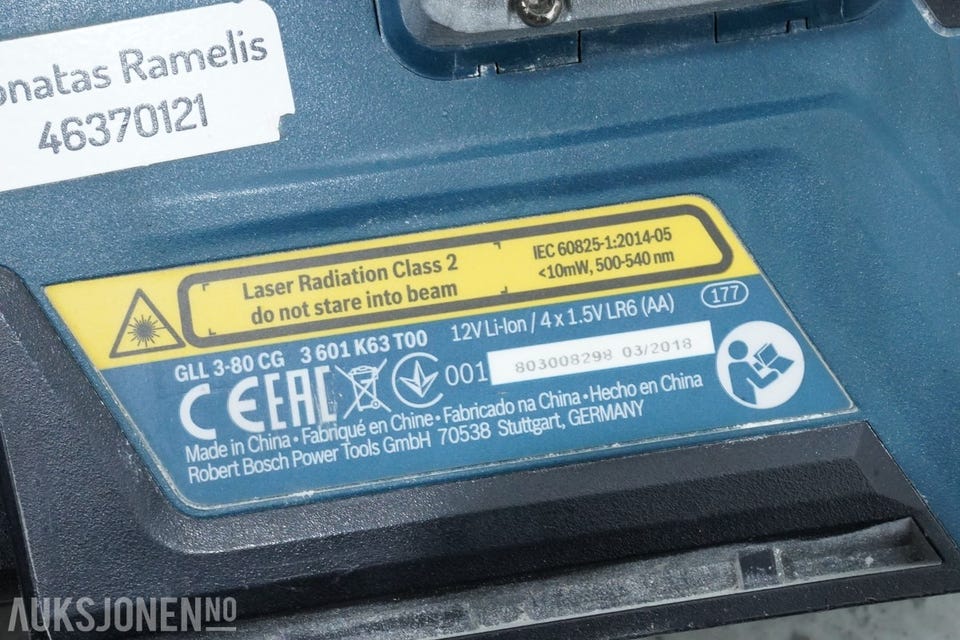 onatas Ramelis
46370121
Laser Radiation Class 2
do not stare into beam
IEC 60825-1:2014-05
<10mW, 500-540 nm
GLL 3-80 CG 3 601 K63 T00
12V Li-Ion / 4 x 1.5V LR6 (AA)
177
CE EAC 001 803008298 03/2018
Made in China • Fabriqué en Chine • Fabricado na China • Hecho en China
Robert Bosch Power Tools GmbH 70538 Stuttgart, GERMANY
AUKSJONEN.NO